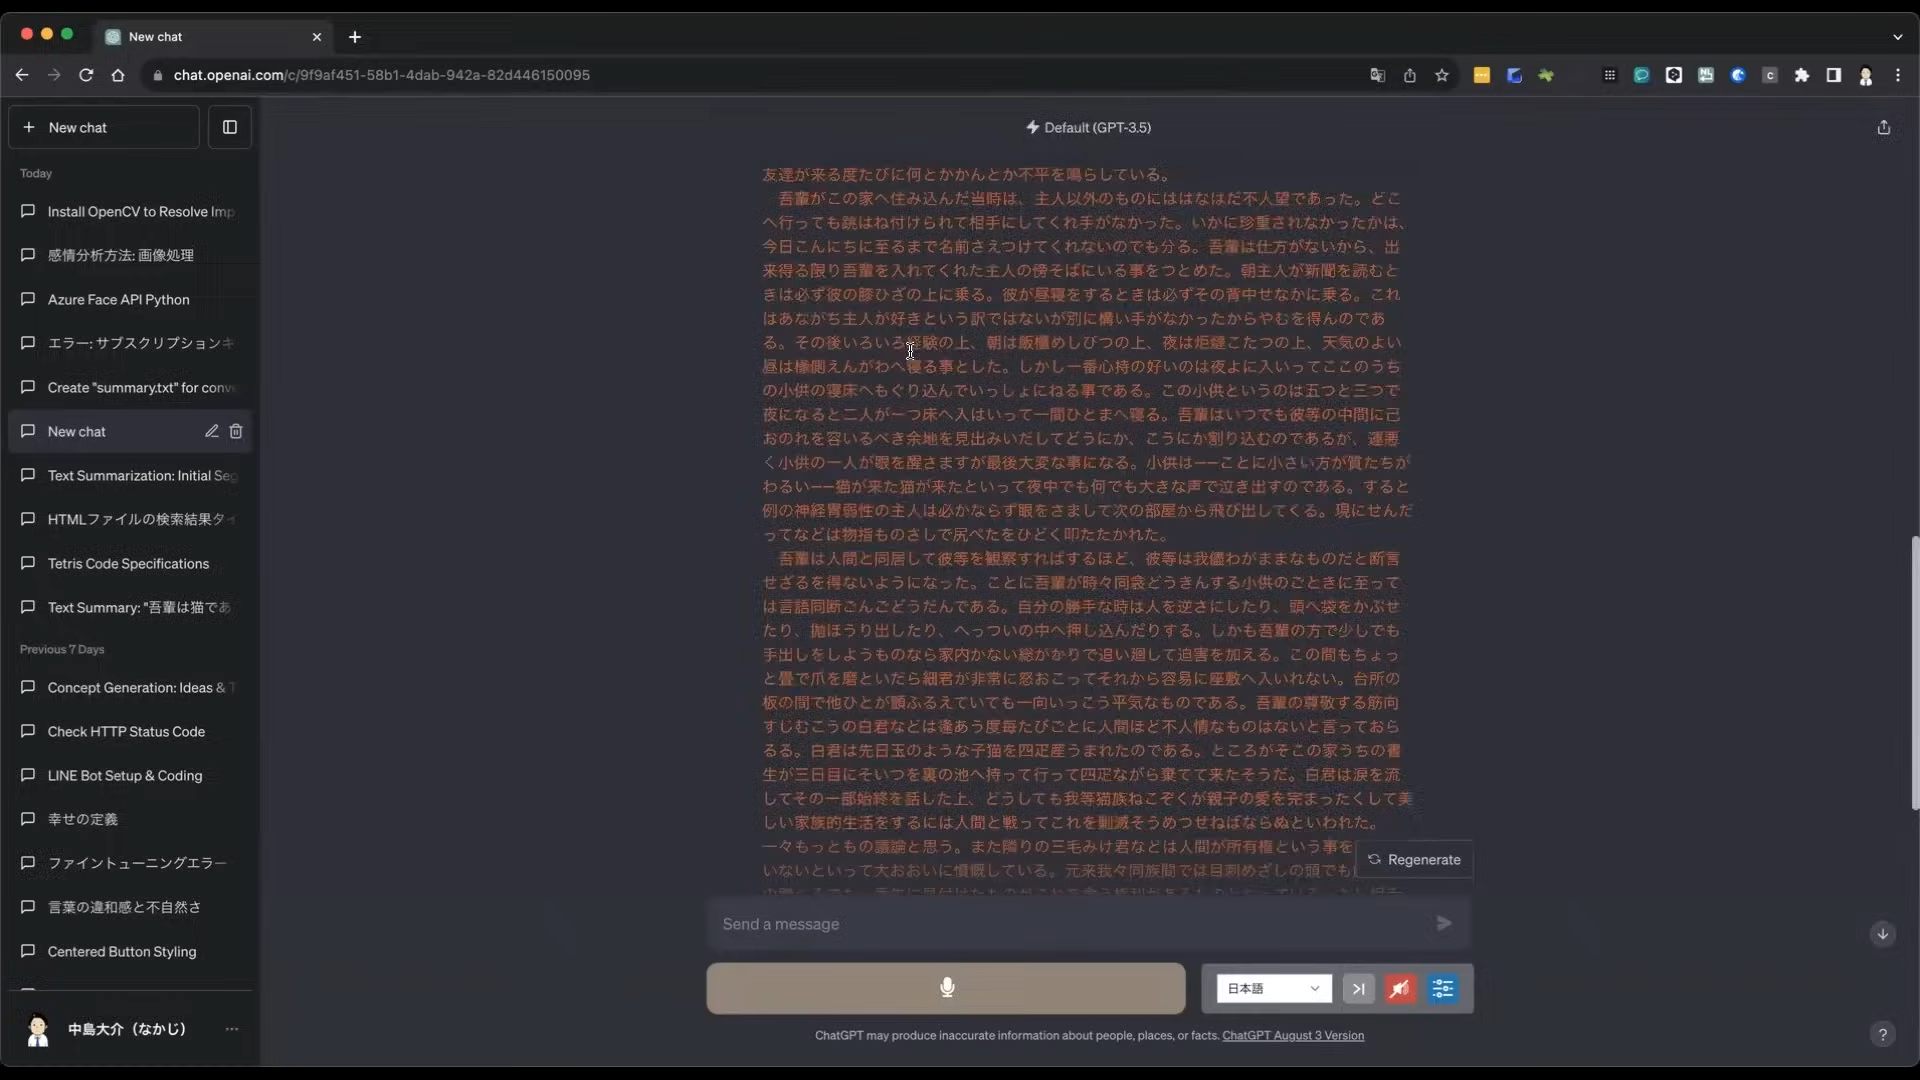 New chat
chat.openai.com/c/9f9af451-58b1-4dab-942a-82d446150095
New chat
Today
Install OpenCV to Resolve Imp
感情分析方法: 画像処理
Azure Face API Python
エラー: サブスクリプションキ
Create "summary.txt" for conv
New chat
Text Summarization: Initial Seg
HTMLファイルの検索結果タイ
Tetris Code Specifications
Text Summary: "吾輩は猫であ
Previous 7 Days
Concept Generation: Ideas & T
Check HTTP Status Code
LINE Bot Setup & Coding
幸せの定義
ファイントューニングエラー
言葉の違和感と不自然さ
Centered Button Styling
中島大介（なかじ）
Default (GPT-3.5)
友達が来る度たびに何とかかんとか不平を鳴らしている。
吾輩がこの家へ住み込んだ当時は、主人以外のものにははなはだ不人望であった。どこ
へ行っても跳はね付けられて相手にしてくれ手がなかった。いかに珍重されなかったかは、
今日こんにちに至るまで名前さえつけてくれないのでも分る。吾輩は仕方がないから、出
来得る限り吾輩を入れてくれた主人の傍そばにいる事をつとめた。朝主人が新聞を読むと
きは必ず彼の膝ひざの上に乗る。彼が昼寝をするときは必ずその背中せなかに乗る。これ
はあながち主人が好きという訳ではないが別に構い手がなかったからやむを得んのであ
る。その後いろいろ経験の上、朝は飯櫃めしびつの上、夜は炬燵こたつの上、天気のよい
昼は椽側えんがわへ寝る事とした。しかし一番心持の好いのは夜よに入いってここのうち
の小供の寝床へもぐり込んでいっしょにねる事である。この小供というのは五つと三つで
夜になると二人が一つ床へ入はいって一間ひとまへ寝る。吾輩はいつでも彼等の中間に己
おのれを容いるべき余地を見出みいだしてどうにか、こうにか割り込むのであるが、運悪
く小供の一人が眼を醒さますが最後大変な事になる。小供は――ことに小さい方が質たちが
わるい――猫が来た猫が来たといって夜中でも何でも大きな声で泣き出すのである。すると
例の神経胃弱性の主人は必かならず眼をさまして次の部屋から飛び出してくる。現にせんだ
ってなどは物指ものさしで尻ぺたをひどく叩たたかれた。
吾輩は人間と同居して彼等を観察すればするほど、彼等は我儘わがままなものだと断言
せざるを得ないようになった。ことに吾輩が時々同衾どうきんする小供のごときに至って
は言語同断ごんごどうだんである。自分の勝手な時は人を逆さにしたり、頭へ袋をかぶせ
たり、抛ほうり出したり、へっついの中へ押し込んだりする。しかも吾輩の方で少しでも
手出しをしようものなら家内かない総がかりで追い廻して迫害を加える。この間もちょっ
と畳で爪を磨といだら細君が非常に怒おこってそれから容易に座敷へ入いれない。台所の
板の間で他ひとが顫ふるえていても一向いっこう平気なものである。吾輩の尊敬する筋向
すじむこうの白君などは逢あう度毎たびごとに人間ほど不人情なものはないと言っておら
るる。白君は先日玉のような子猫を四疋産うまれたのである。ところがそこの家うちの書
生が三日目にそいつを裏の池へ持って行って四疋ながら棄てて来たそうだ。白君は涙を流
してその一部始終を話した上、どうしても我等猫族ねこぞくが親子の愛を完まったくして美
しい家族的生活をするには人間と戦ってこれを剿滅そうめつせねばならぬといわれた。
一々もっともの議論と思う。また隣りの三毛みけ君などは人間が所有権という事を
いないといって大おおいに憤慨している。元来我々同族間では目刺めざしの頭でも
Regenerate
Send a message
日本語
ChatGPT may produce inaccurate information about people, places, or facts. ChatGPT August 3 Version
?